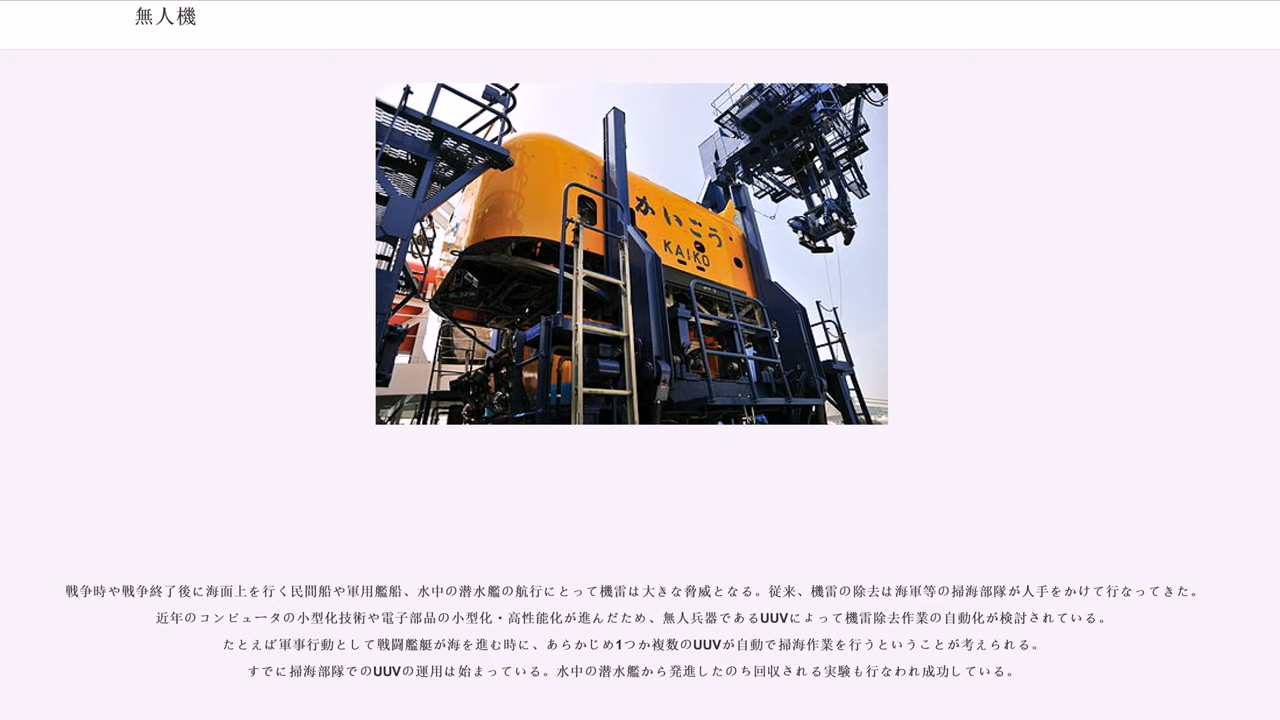 無人機
かいこう
KAIKO
戦争時や戦争終了後に海面上を行く民間船や軍用艦船、水中の潜水艦の航行にとって機雷は大きな脅威となる。従来、機雷の除去は海軍等の掃海部隊が人手をかけて行なってきた。
近年のコンピュータの小型化技術や電子部品の小型化・高性能化が進んだため、無人兵器であるUUVによって機雷除去作業の自動化が検討されている。
たとえば軍事行動として戦闘艦艇が海を進む時に、あらかじめ1つか複数のUUVが自動で掃海作業を行うということが考えられる。
すでに掃海部隊でのUUVの運用は始まっている。水中の潜水艦から発進したのち回収される実験も行なわれ成功している。